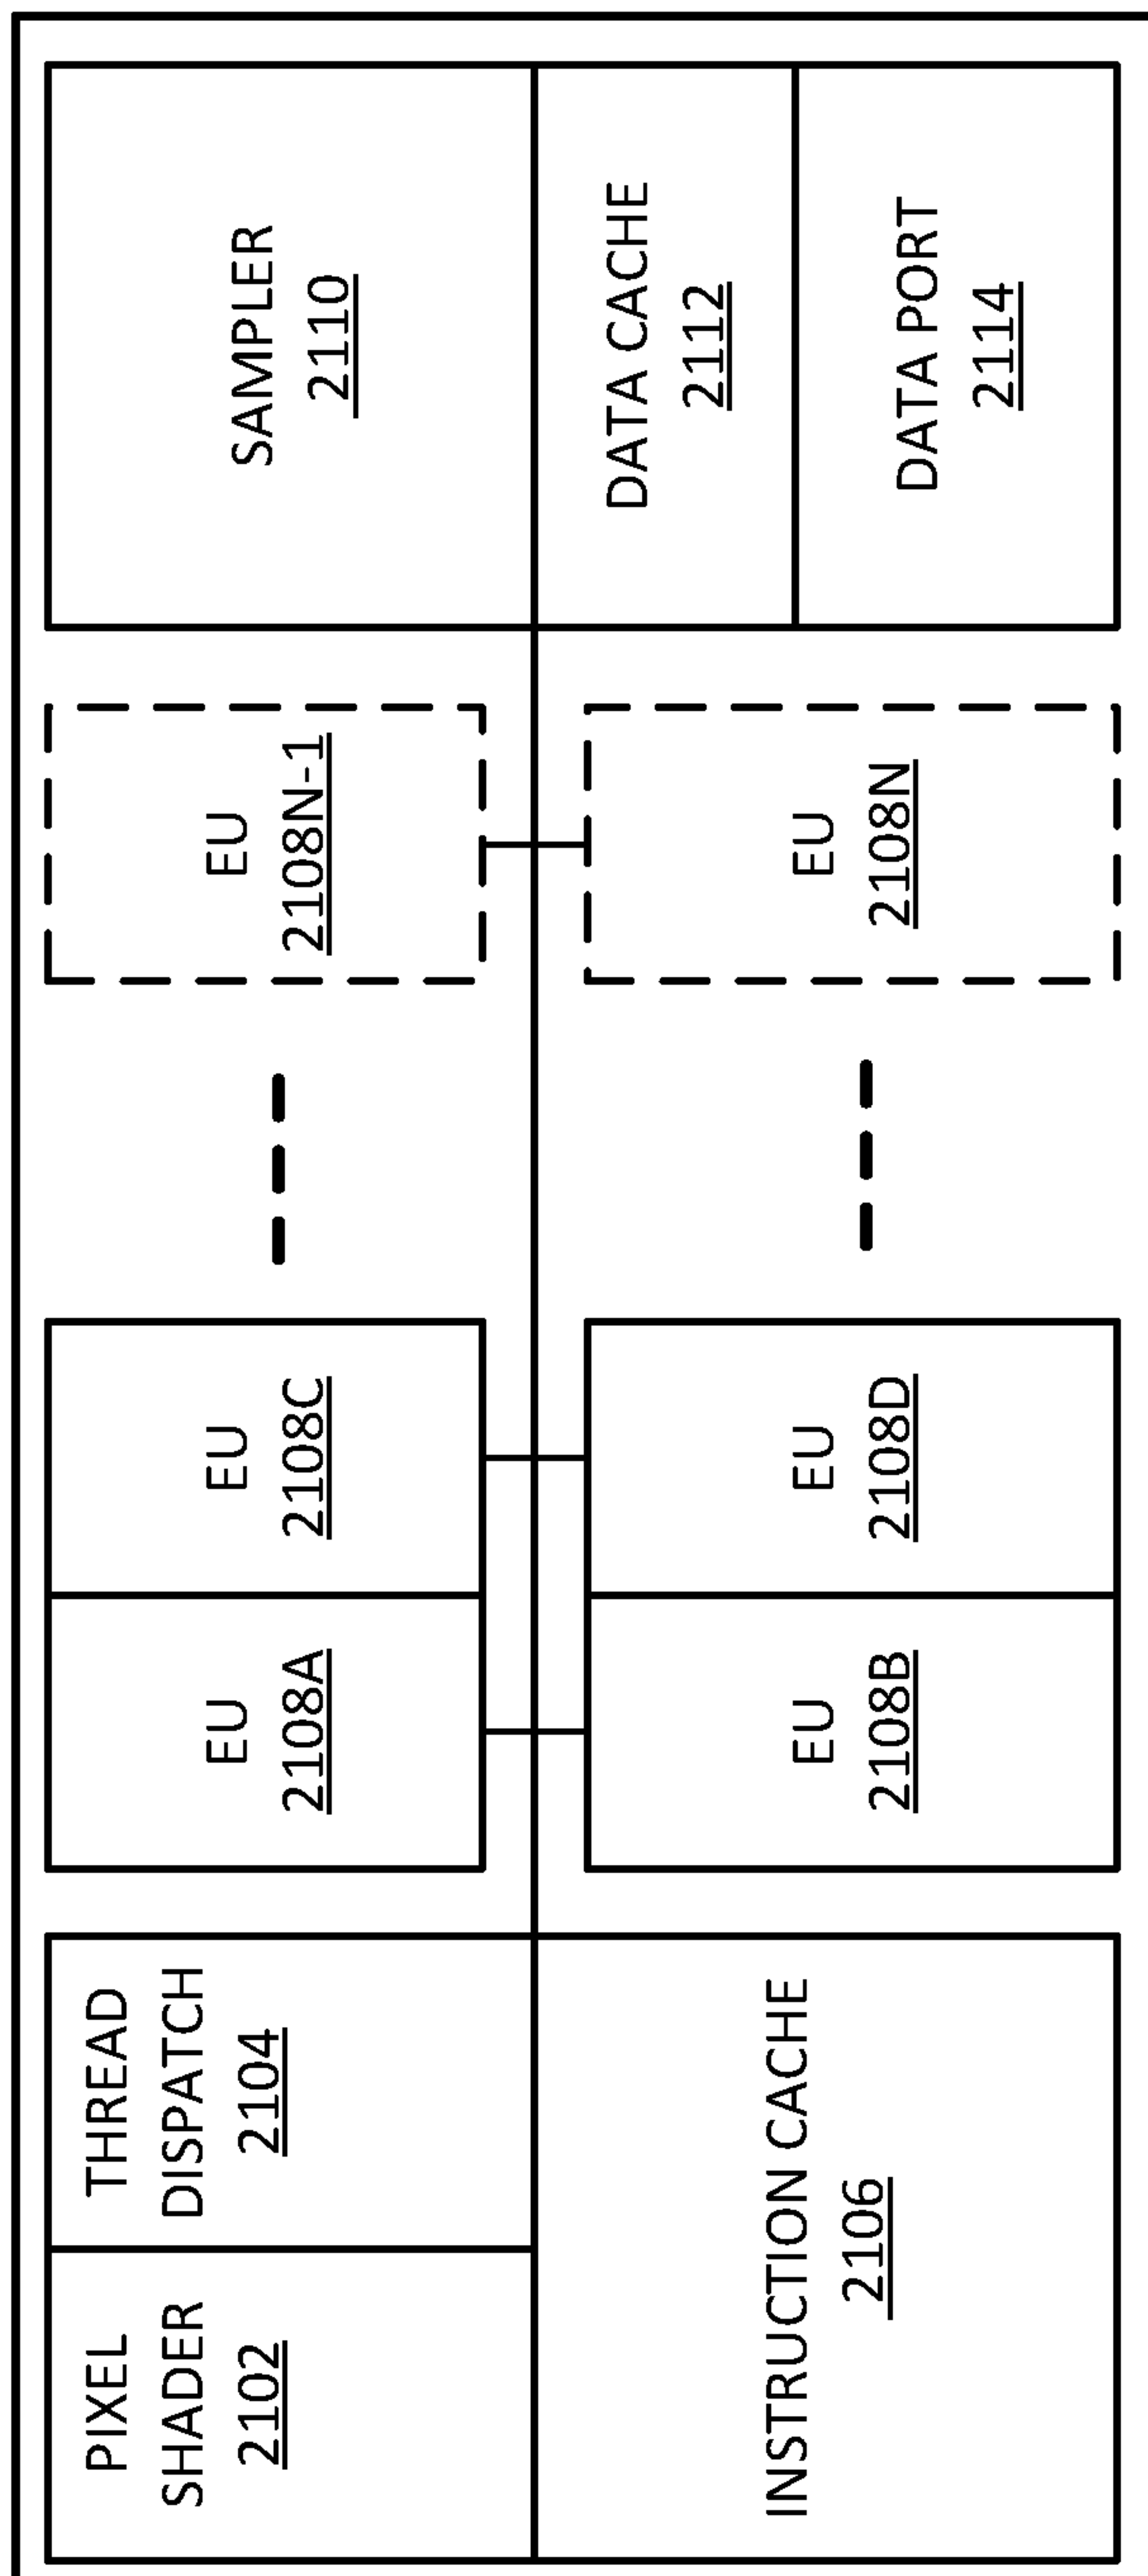 PIXEL
SHADER
2102
THREAD
DISPATCH
2104
INSTRUCTION CACHE
2106
EU
2108A
EU
2108C
EU
2108B
EU
2108D
EU
2108N-1
EU
2108N
SAMPLER
2110
DATA CACHE
2112
DATA PORT
2114